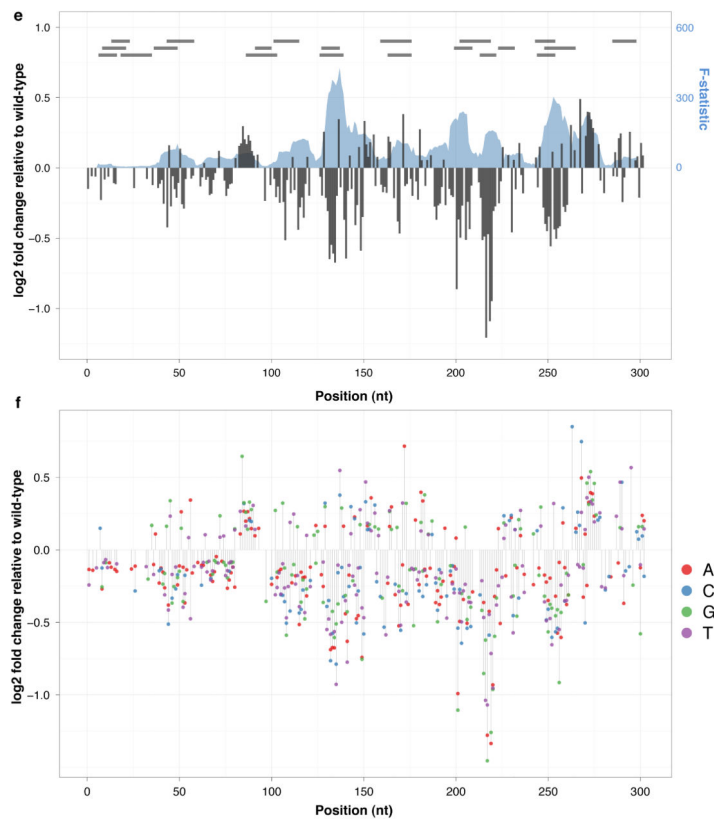 e
1.0
0.5
0.0
−0.5
−1.0
log2 fold change relative to wild-type
600
300
0
F-statistic
0 50 100 150 200 250 300
Position (nt)
f
0.5
0.0
−0.5
−1.0
log2 fold change relative to wild-type
A
C
G
T
0 50 100 150 200 250 300
Position (nt)